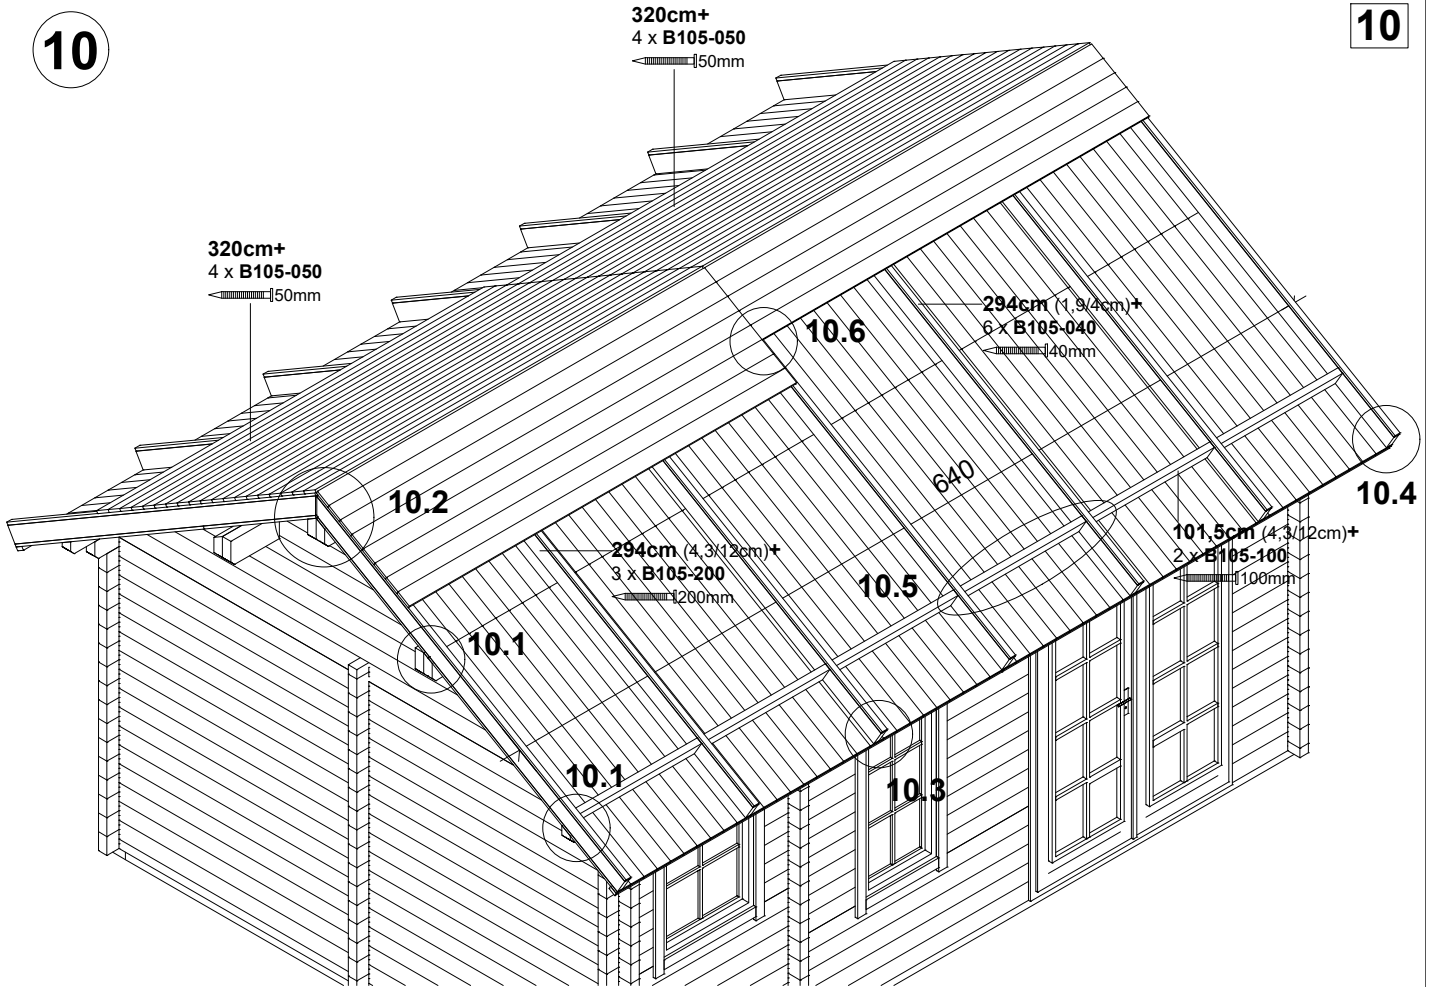 10
320cm+
4 x B105-050
50mm
10
320cm+
4 x B105-050
50mm
294cm (1,9/4cm)+
6 x B105-040
40mm
10.6
640
10.2
10.4
294cm (4,3/12cm)+
3 x B105-200
200mm
101,5cm (4,3/12cm)+
2 x B105-100
100mm
10.5
10.1
10.1
10.3